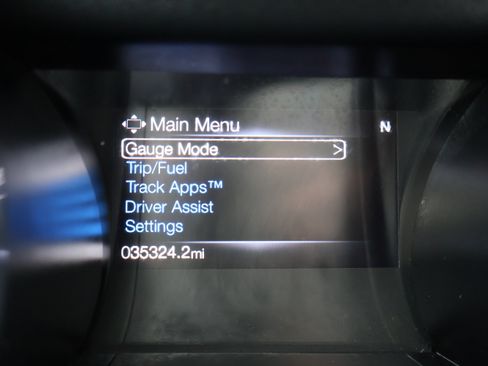 Main Menu N
Gauge Mode >
Trip/Fuel
Track Apps™
Driver Assist
Settings
035324.2mi